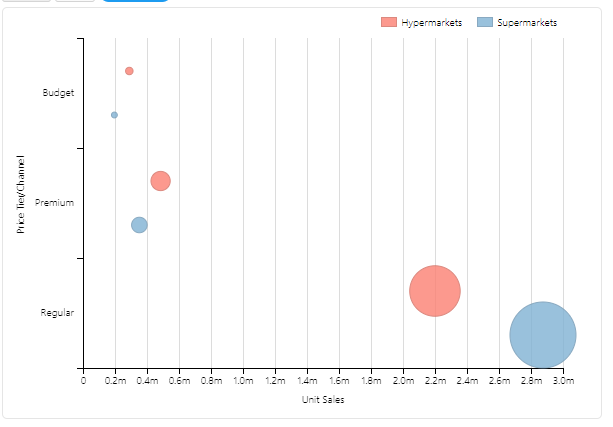 Hypermarkets Supermarkets
Budget
Premium
Regular
Price Tier/Channel
0 0.2m 0.4m 0.6m 0.8m 1.0m 1.2m 1.4m 1.6m 1.8m 2.0m 2.2m 2.4m 2.6m 2.8m 3.0m
Unit Sales